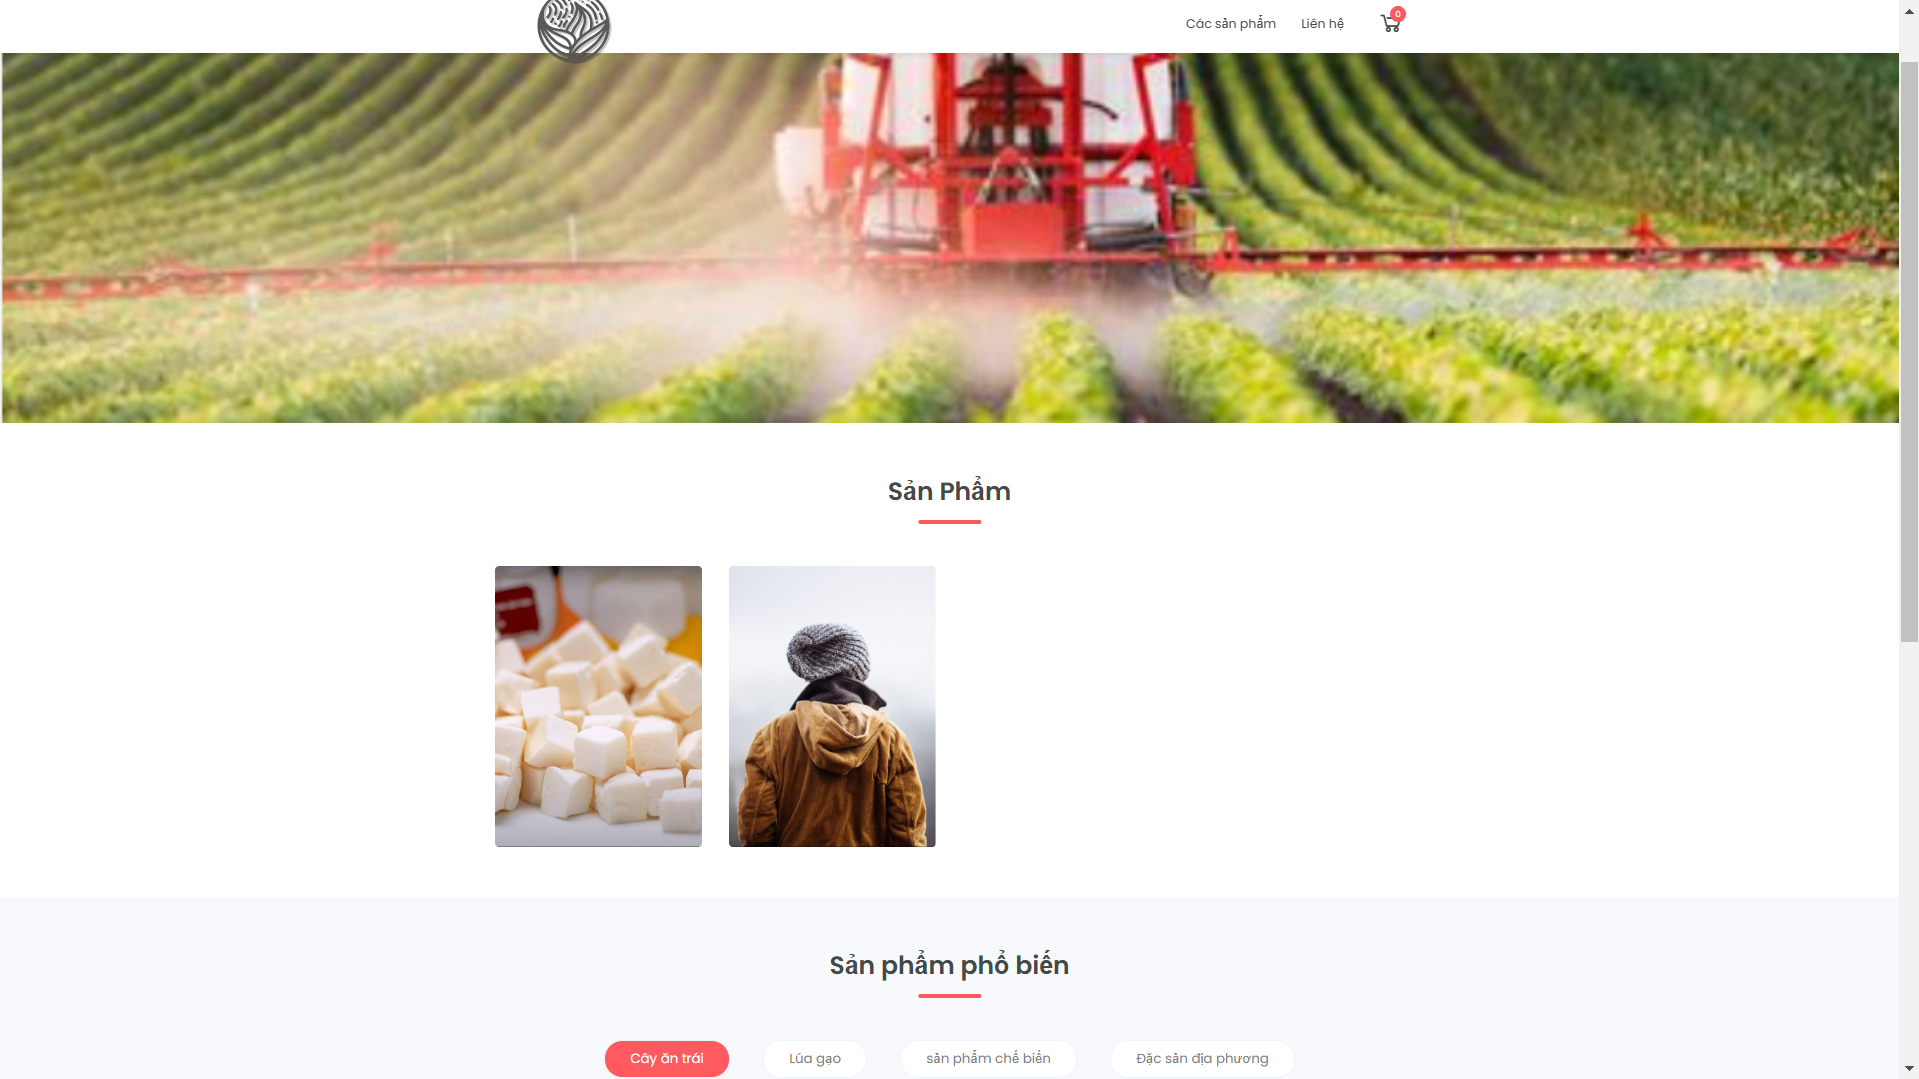 Các sản phẩm
Liên hệ
0
Sản Phẩm
Sản phẩm phổ biến
Cây ăn trái
Lúa gạo
sản phẩm chế biến
Đặc sản địa phương